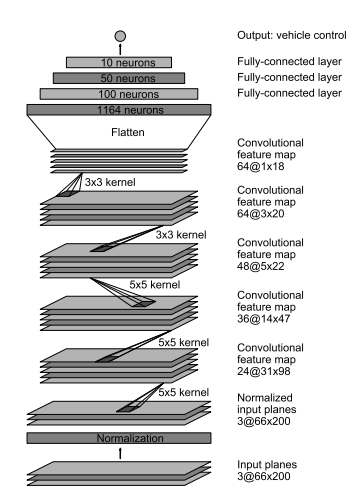 Output: vehicle control
10 neurons
Fully-connected layer
50 neurons
Fully-connected layer
100 neurons
Fully-connected layer
1164 neurons
Flatten
Convolutional
feature map
64@1x18
3x3 kernel
Convolutional
feature map
64@3x20
3x3 kernel
Convolutional
feature map
48@5x22
5x5 kernel
Convolutional
feature map
36@14x47
5x5 kernel
Convolutional
feature map
24@31x98
5x5 kernel
Normalized
input planes
3@66x200
Normalization
Input planes
3@66x200